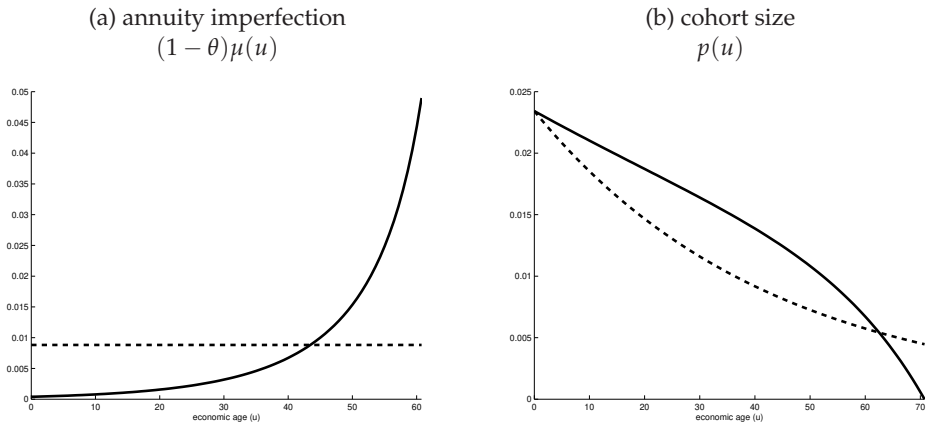 (a) annuity imperfection
(1 − θ)μ(u)
0.05
0.045
0.04
0.035
0.03
0.025
0.02
0.015
0.01
0.005
0
0 10 20 30 40 50 60
economic age (u)
(b) cohort size
p(u)
0.025
0.02
0.015
0.01
0.005
0
0 10 20 30 40 50 60 70
economic age (u)